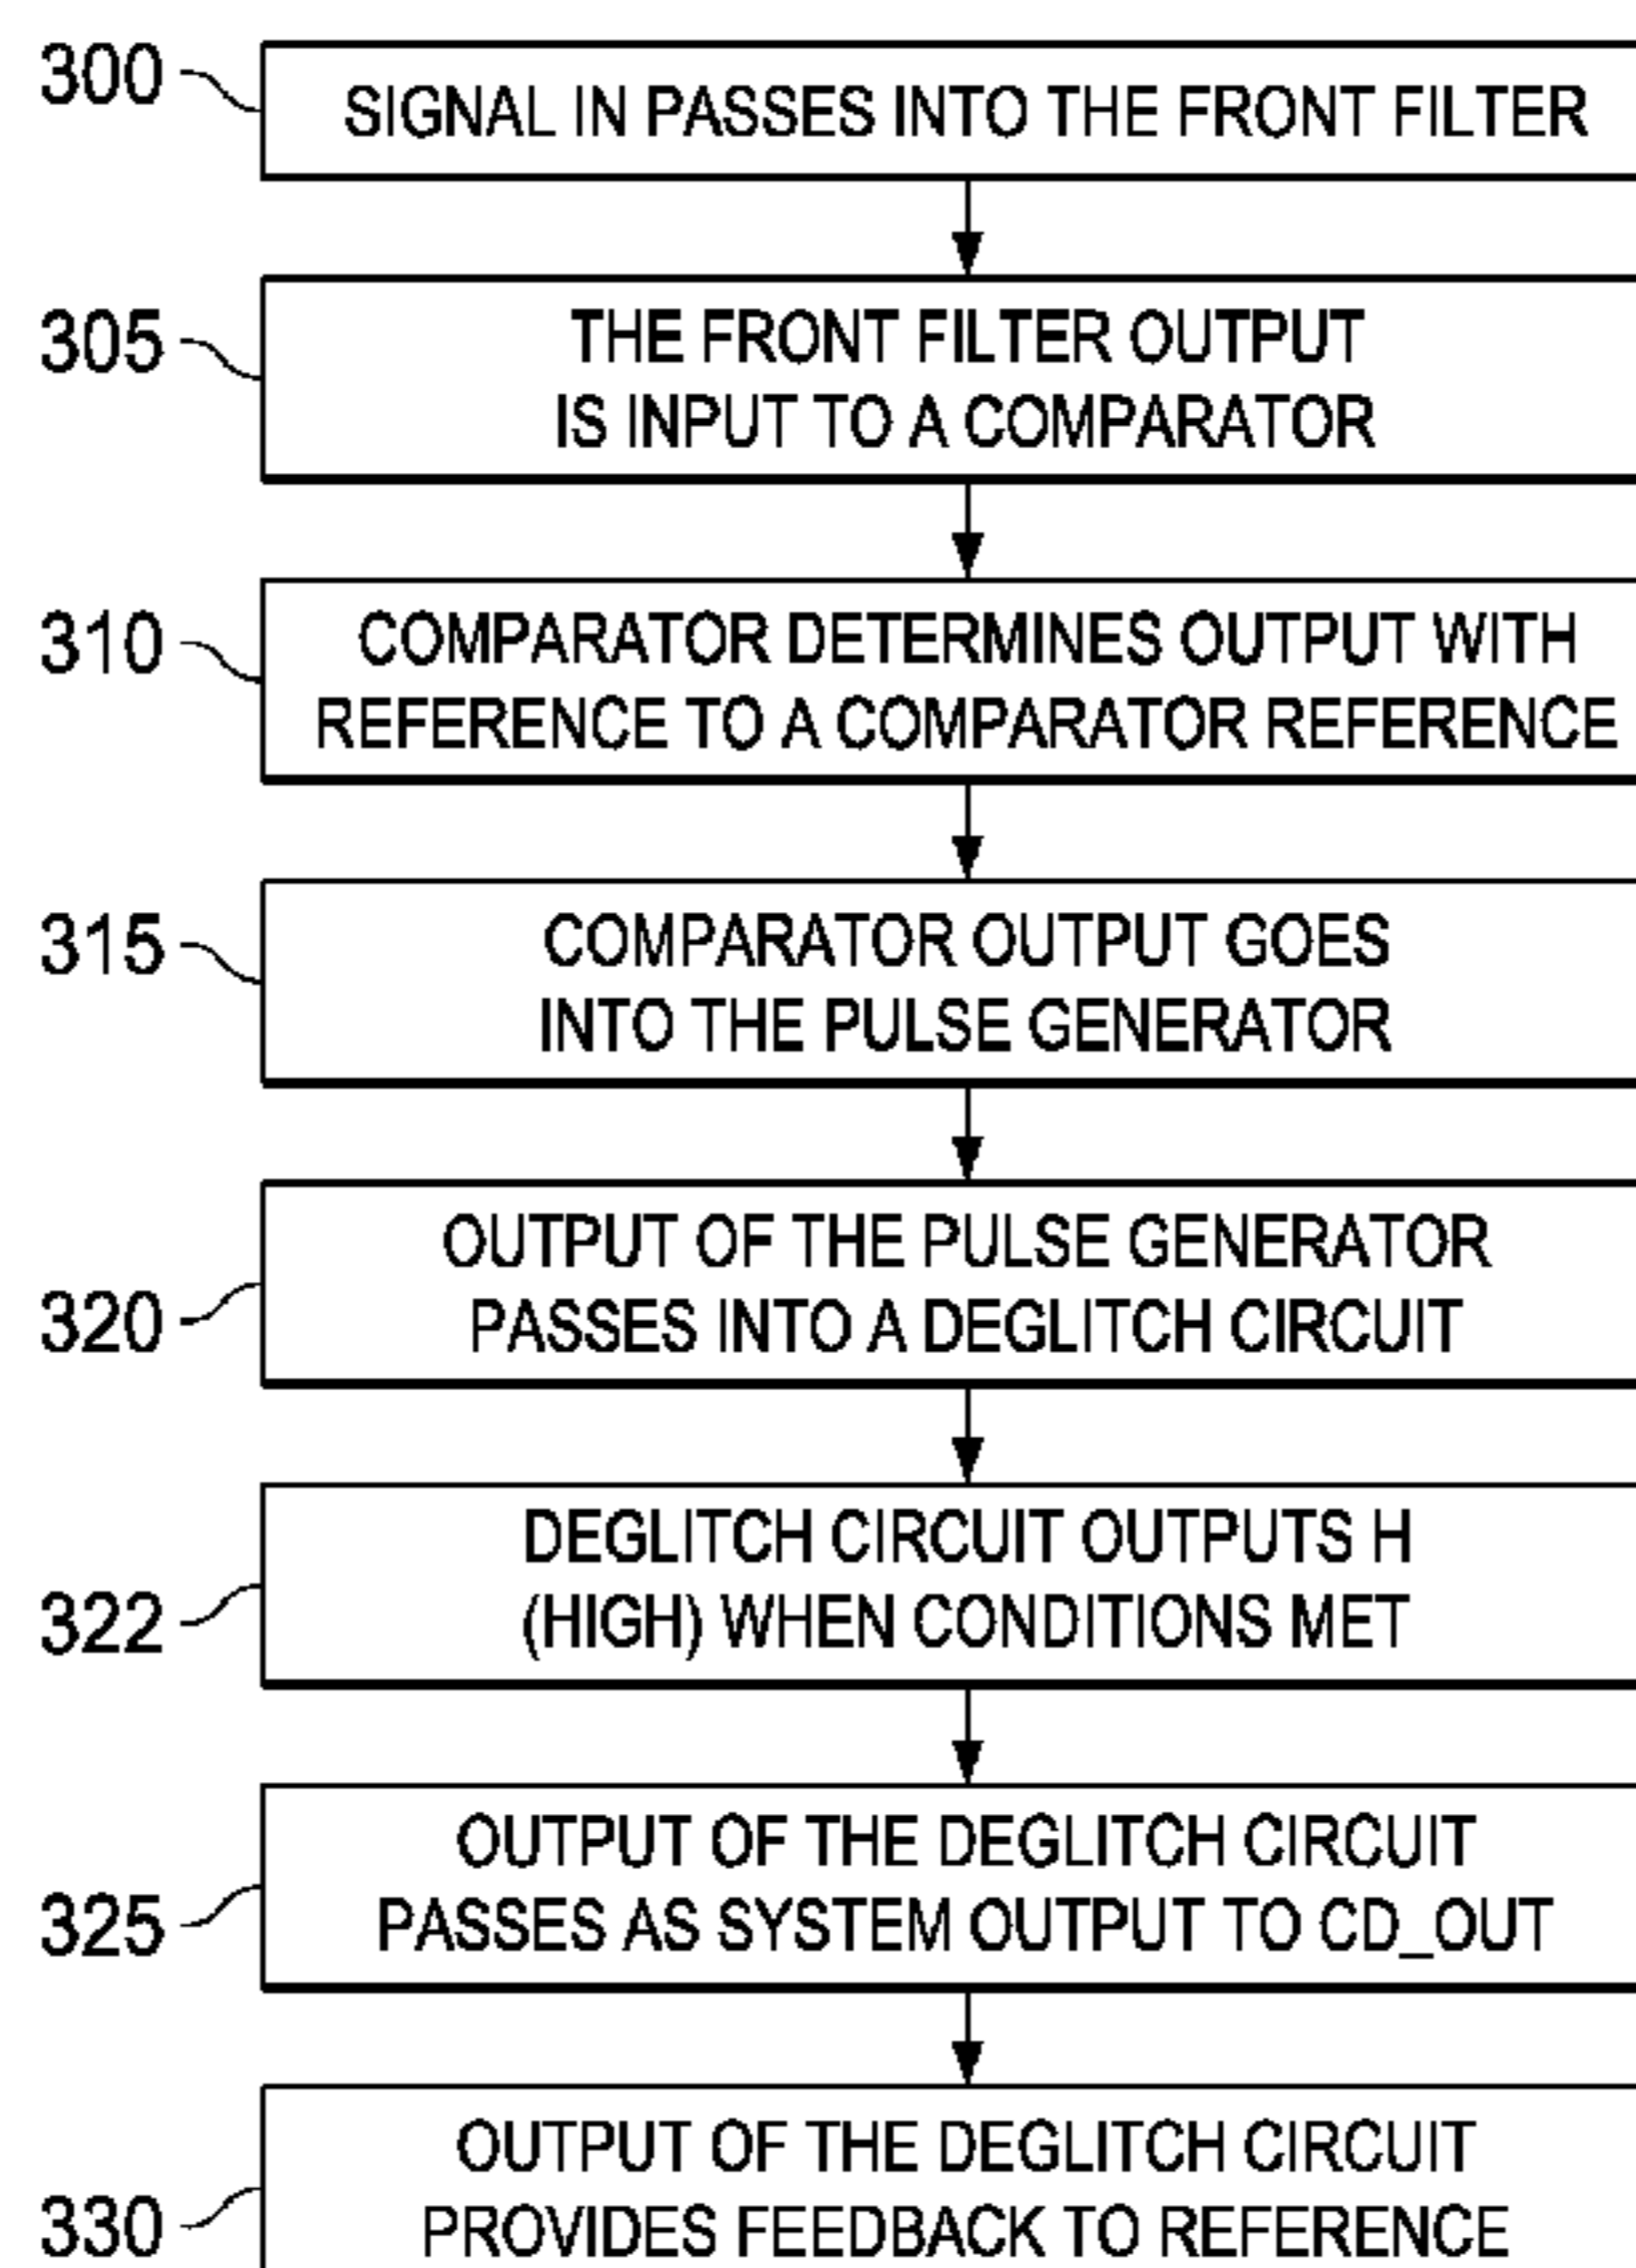 300
SIGNAL IN PASSES INTO THE FRONT FILTER
305
THE FRONT FILTER OUTPUT
IS INPUT TO A COMPARATOR
310
COMPARATOR DETERMINES OUTPUT WITH
REFERENCE TO A COMPARATOR REFERENCE
315
COMPARATOR OUTPUT GOES
INTO THE PULSE GENERATOR
320
OUTPUT OF THE PULSE GENERATOR
PASSES INTO A DEGLITCH CIRCUIT
322
DEGLITCH CIRCUIT OUTPUTS H
(HIGH) WHEN CONDITIONS MET
325
OUTPUT OF THE DEGLITCH CIRCUIT
PASSES AS SYSTEM OUTPUT TO CD_OUT
330
OUTPUT OF THE DEGLITCH CIRCUIT
PROVIDES FEEDBACK TO REFERENCE